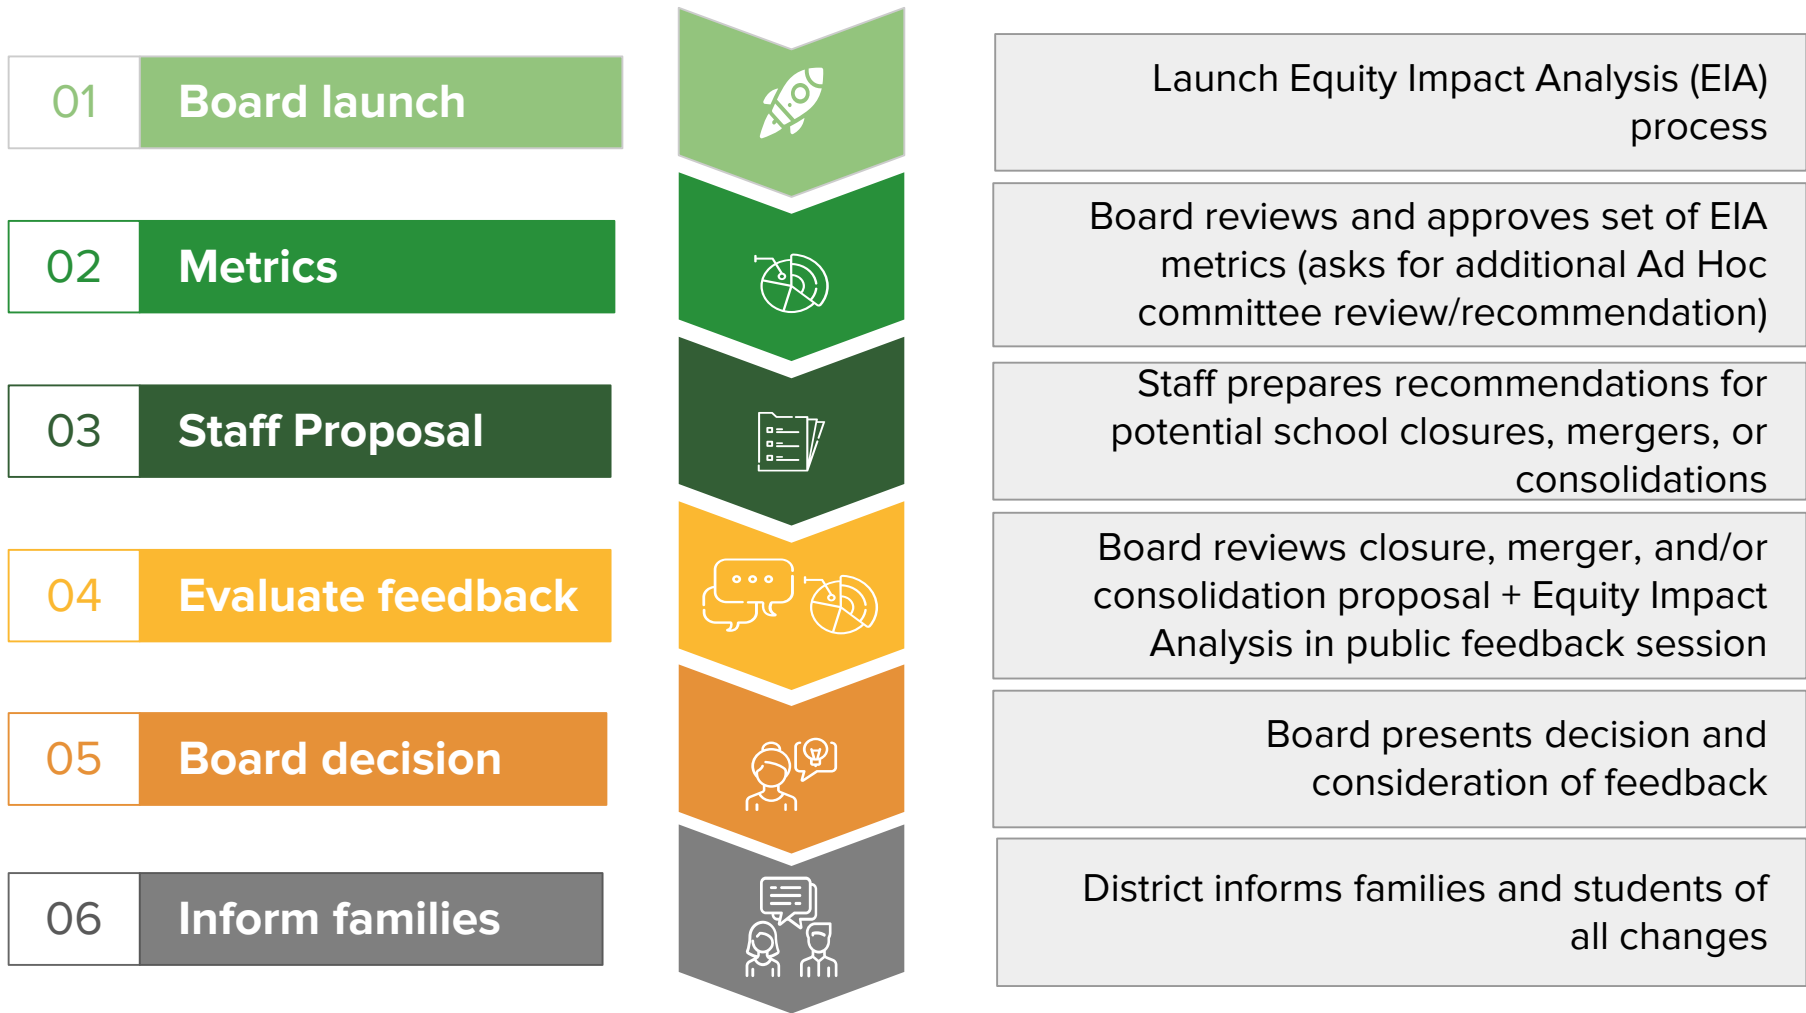 01
Board launch
Launch Equity Impact Analysis (EIA)
process
02
Metrics
Board reviews and approves set of EIA
metrics (asks for additional Ad Hoc
committee review/recommendation)
03
Staff Proposal
Staff prepares recommendations for
potential school closures, mergers, or
consolidations
04
Evaluate feedback
Board reviews closure, merger, and/or
consolidation proposal + Equity Impact
Analysis in public feedback session
05
Board decision
Board presents decision and
consideration of feedback
06
Inform families
District informs families and students of
all changes